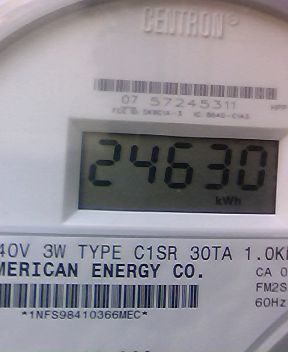 CENTRON®
07 57245311
24630
kWh
40V 3W TYPE C1SR 30TA 1.0K
MERICAN ENERGY CO.
CA 0
FM2S
60Hz
*1NFS98410366MEC*